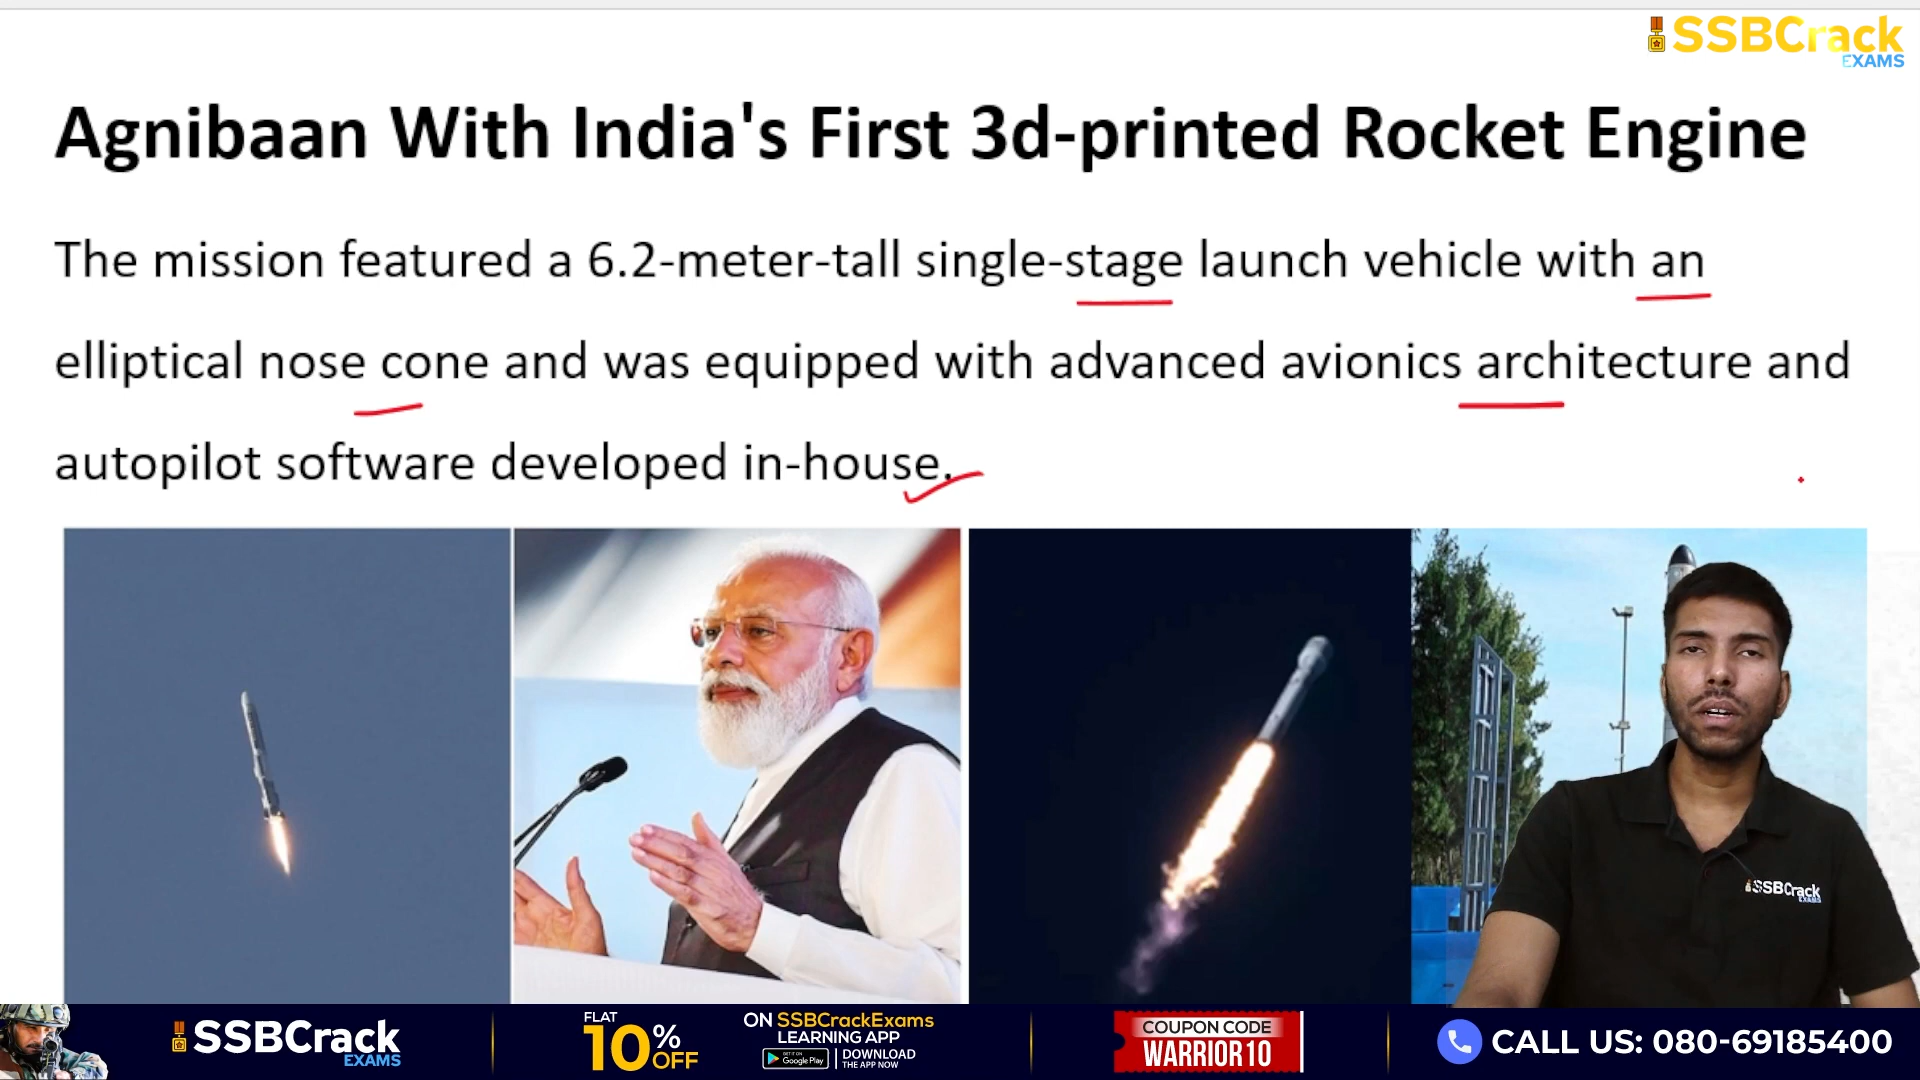 SSBCrack
EXAMS
Agnibaan With India's First 3d-printed Rocket Engine
The mission featured a 6.2-meter-tall single-stage launch vehicle with an
elliptical nose cone and was equipped with advanced avionics architecture and
autopilot software developed in-house.
SSBCrack
EXAMS
SSBCrack
EXAMS
FLAT
10% OFF
ON SSBCrackExams
LEARNING APP
GET IT ON
Google Play
DOWNLOAD
THE APP NOW
COUPON CODE
WARRIOR10
CALL US: 080-69185400